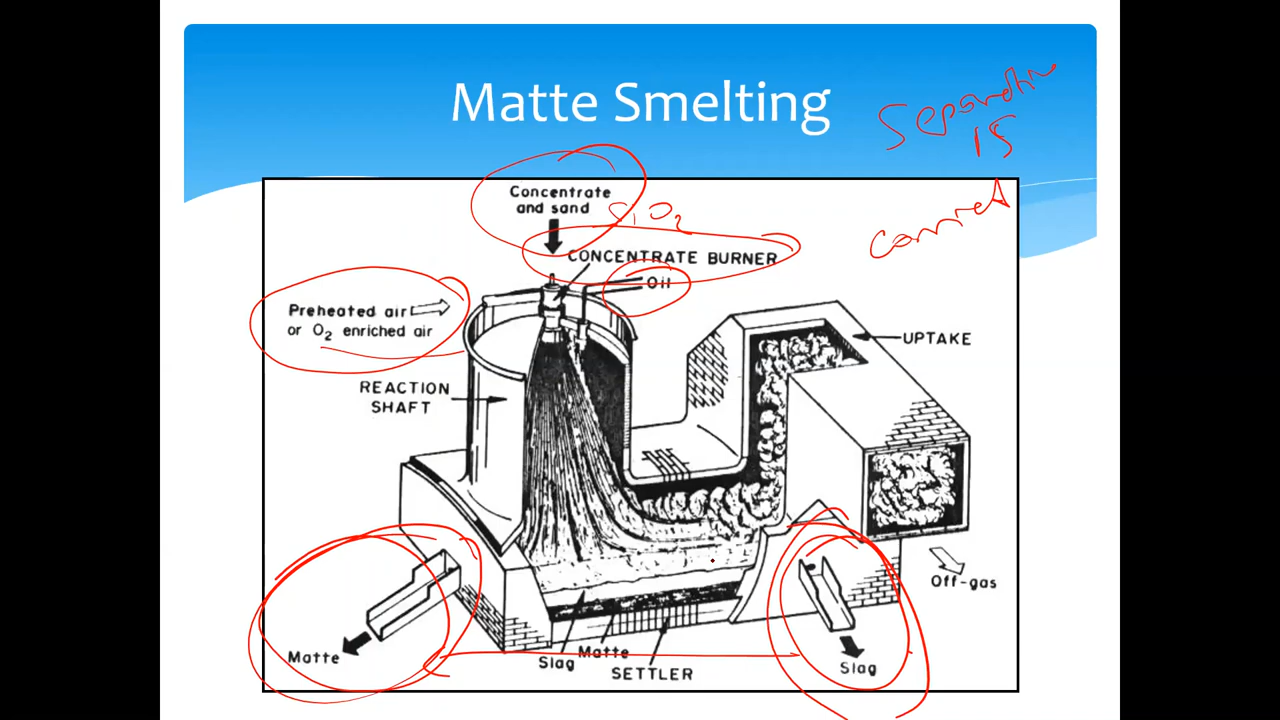 Matte Smelting
Separation
is
carried
Concentrate
and sand
SiO2
CONCENTRATE BURNER
Oil
Preheated air
or O2 enriched air
UPTAKE
REACTION
SHAFT
Off-gas
Matte
Slag
Matte
SETTLER
Slag